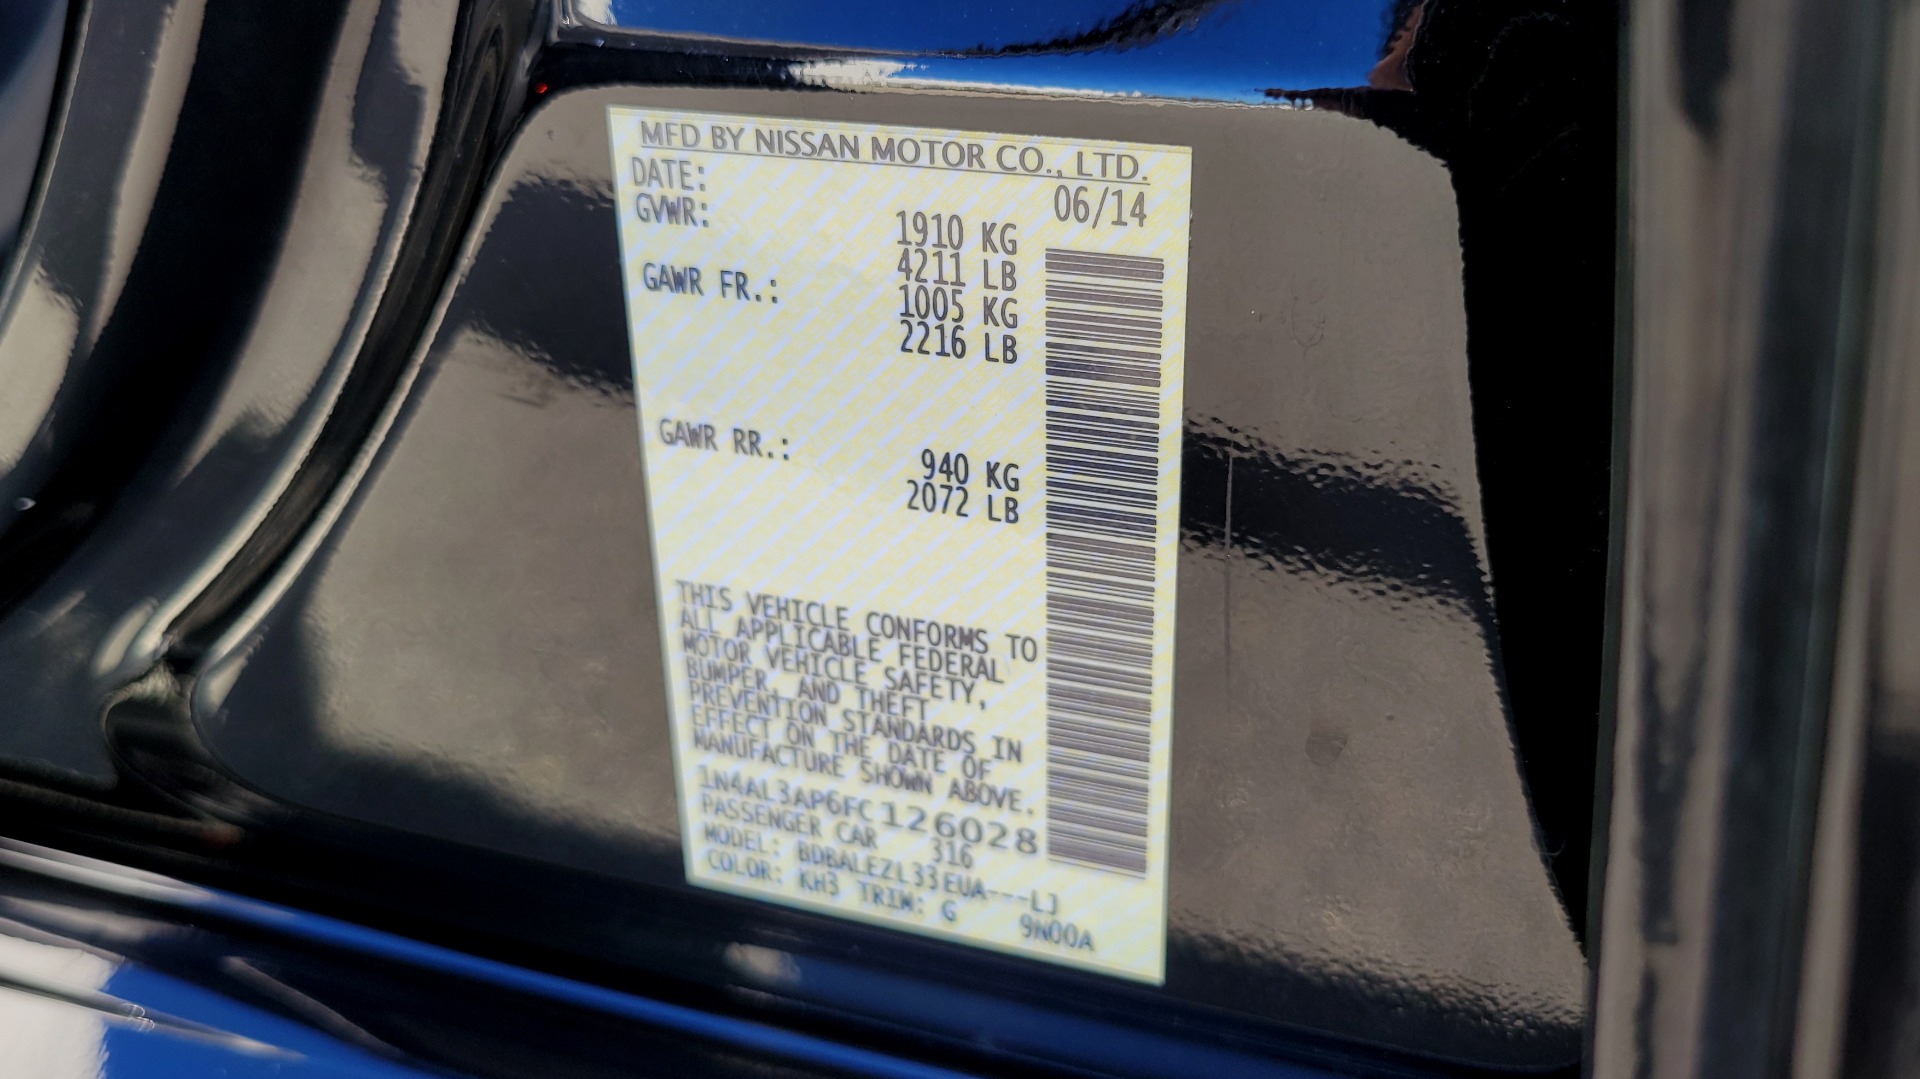 MFD BY NISSAN MOTOR CO., LTD.
DATE: 06/14
GVWR: 1910 KG
4211 LB
GAWR FR.: 1005 KG
2216 LB
GAWR RR.: 940 KG
2072 LB
THIS VEHICLE CONFORMS TO
ALL APPLICABLE FEDERAL
MOTOR VEHICLE SAFETY,
BUMPER, AND THEFT
PREVENTION STANDARDS IN
EFFECT ON THE DATE OF
MANUFACTURE SHOWN ABOVE.
1N4AL3AP6FC126028
PASSENGER CAR 316
MODEL: BDBALEZL33EUA---LJ
COLOR: KH3 TRIM: G 9N00A